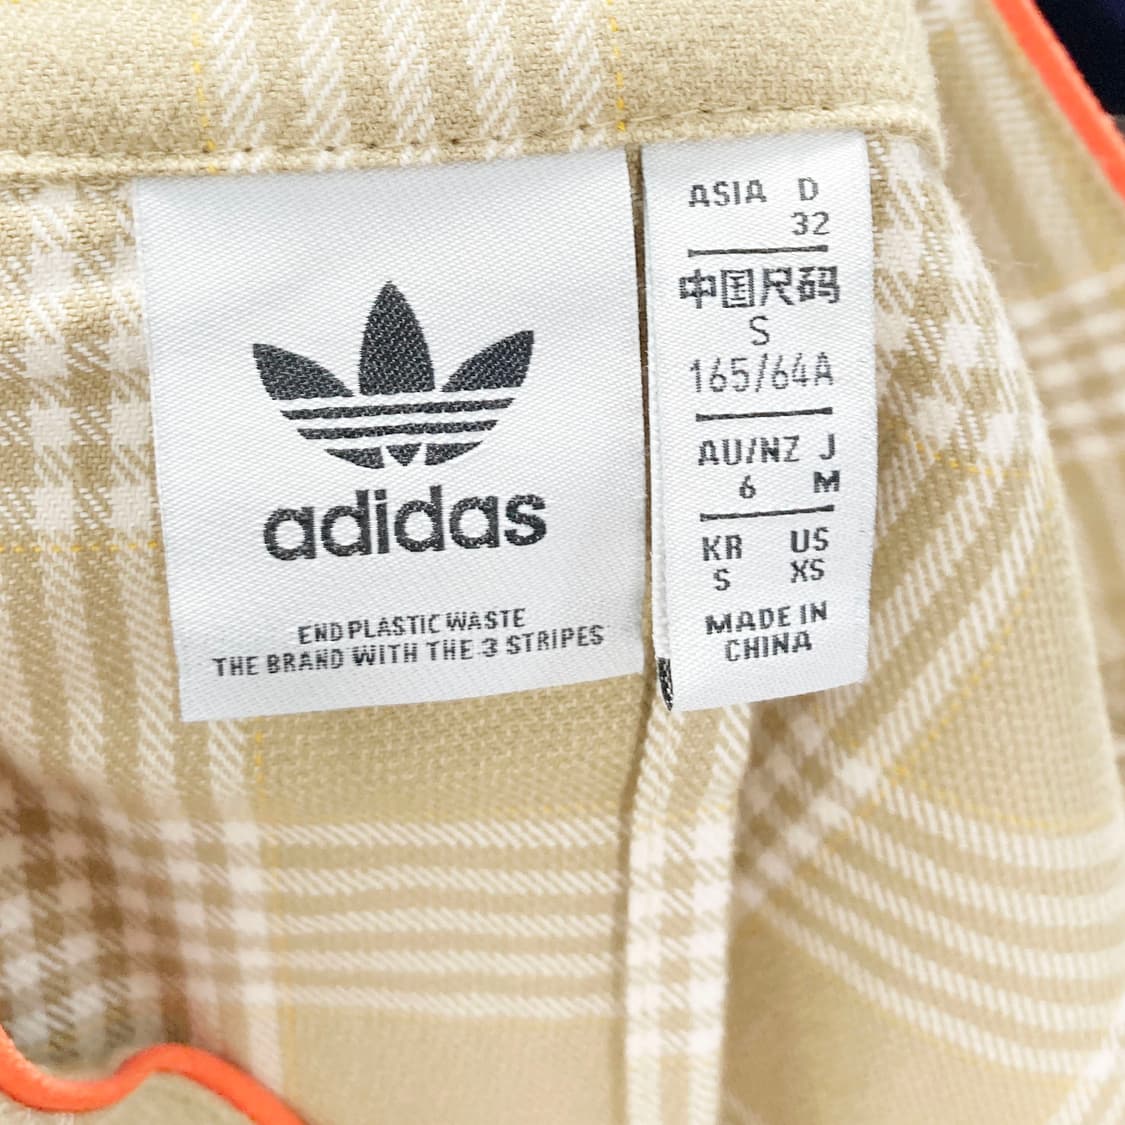 adidas
END PLASTIC WASTE
THE BRAND WITH THE 3 STRIPES
ASIA D
32
中国尺码
S
165/64A
AU/NZ J
6 M
KR US
S XS
MADE IN
CHINA